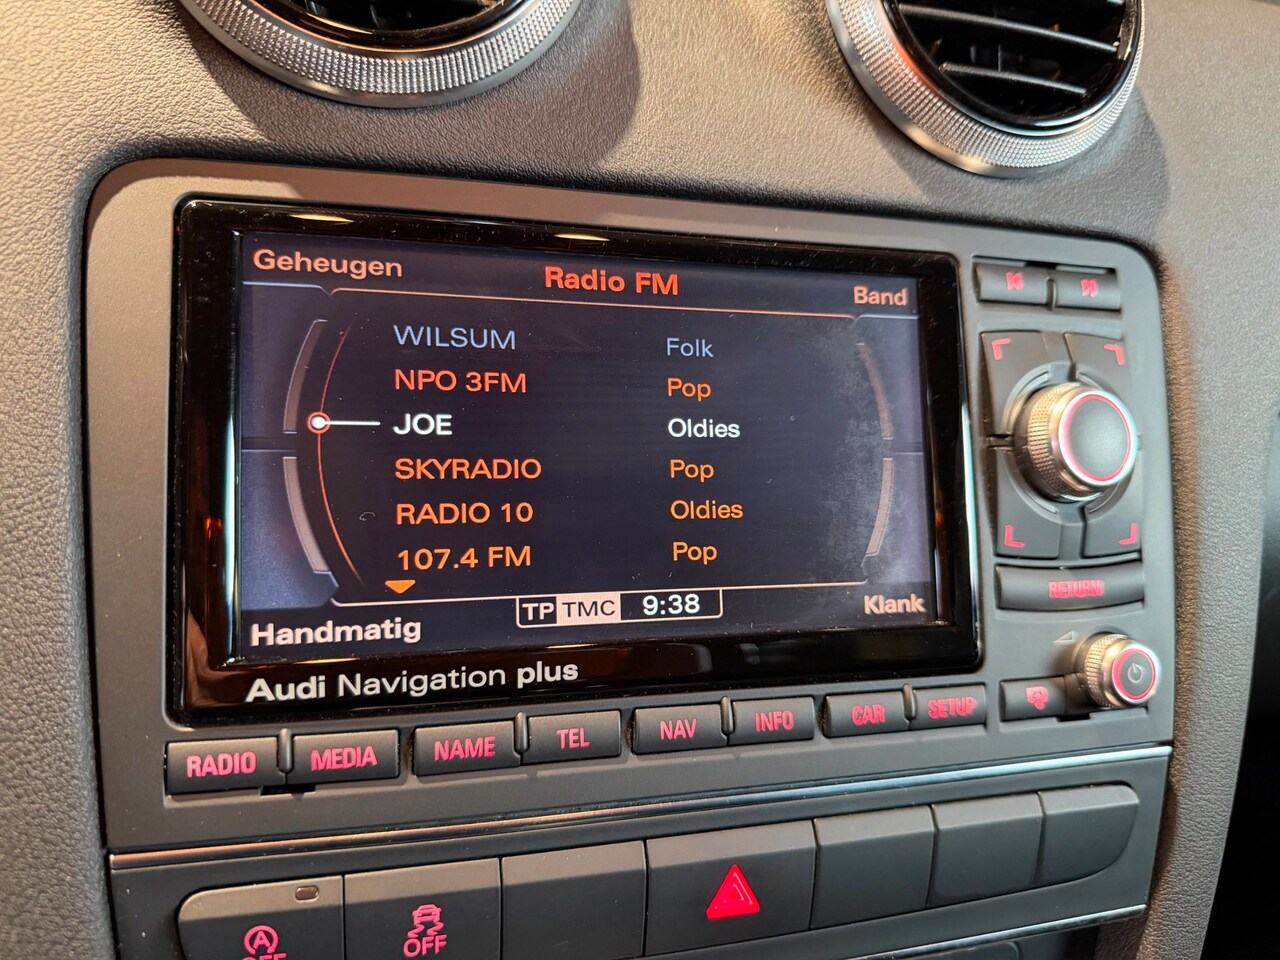 Geheugen Radio FM Band
WILSUM Folk
NPO 3FM Pop
JOE Oldies
SKYRADIO Pop
RADIO 10 Oldies
107.4 FM Pop
Handmatig TP TMC 9:38 Klank
Audi Navigation plus
RETURN
RADIO MEDIA NAME TEL NAV INFO CAR SETUP
A OFF OFF